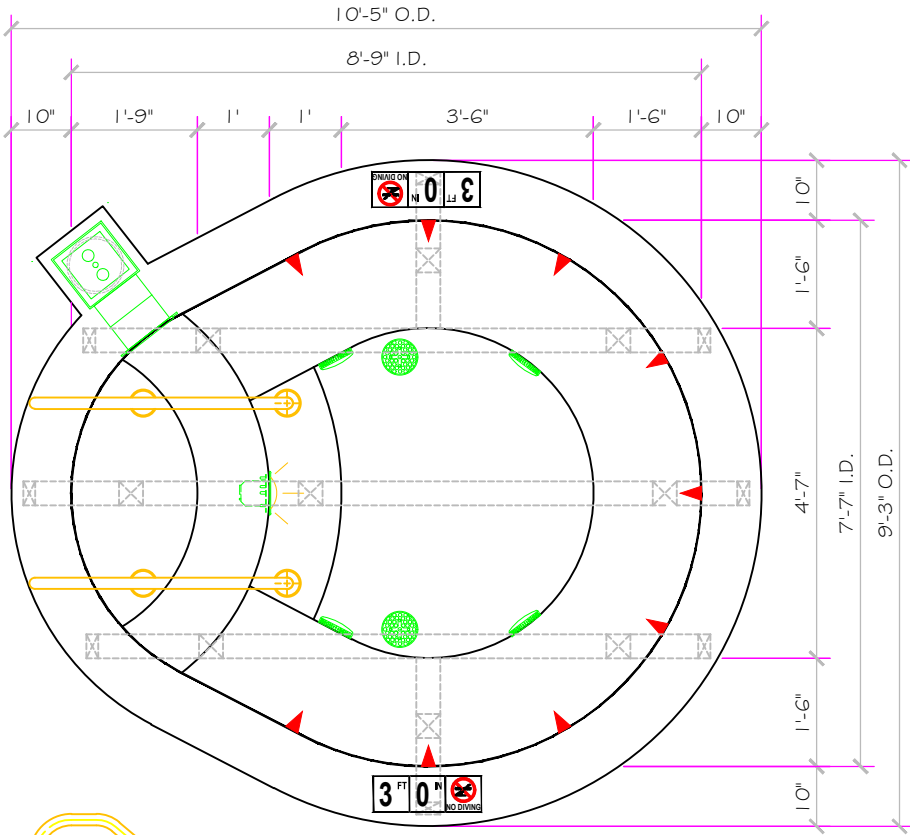 10'-5" O.D.
8'-9" I.D.
10" 1'-9" 1' 1' 3'-6" 1'-6" 10"
3 FT 0 IN NO DIVING
10"
1'-6"
4'-7"
7'-7" I.D.
9'-3" O.D.
1'-6"
10"
3 FT 0 IN NO DIVING